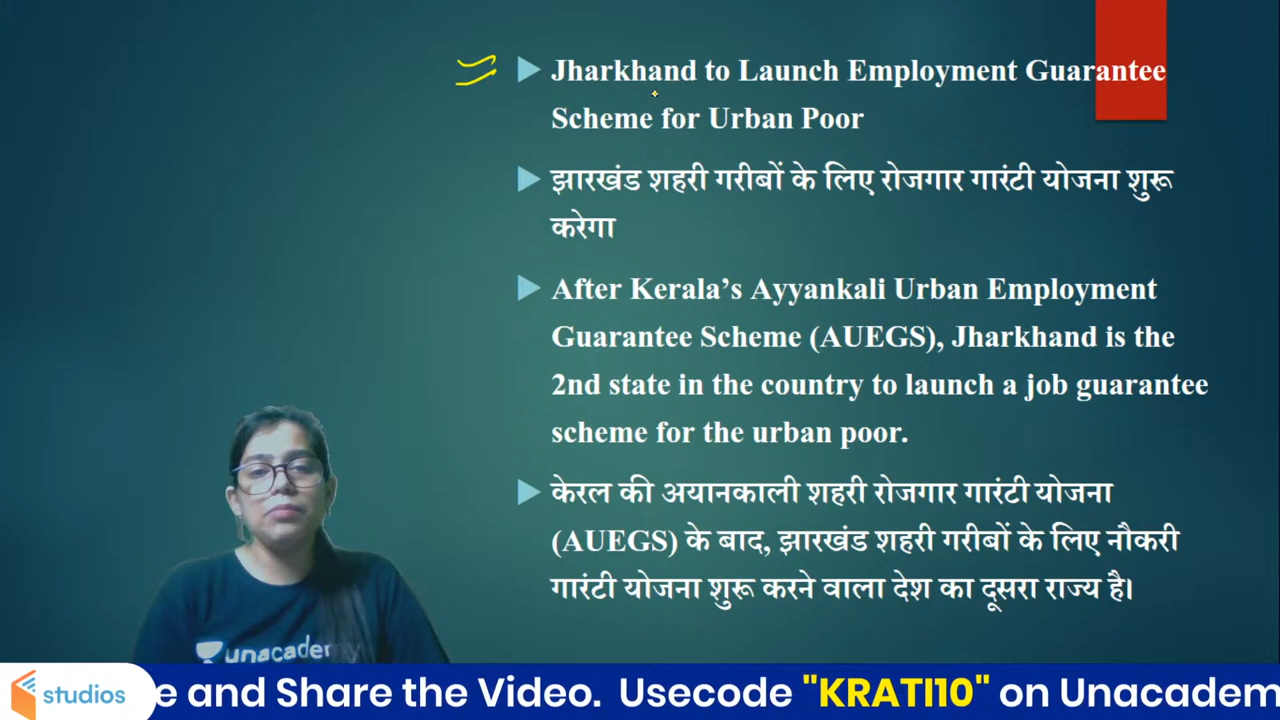 Jharkhand to Launch Employment Guarantee
Scheme for Urban Poor
झारखंड शहरी गरीबों के लिए रोजगार गारंटी योजना शुरू
करेगा
After Kerala’s Ayyankali Urban Employment
Guarantee Scheme (AUEGS), Jharkhand is the
2nd state in the country to launch a job guarantee
scheme for the urban poor.
केरल की अयानकाली शहरी रोजगार गारंटी योजना
(AUEGS) के बाद, झारखंड शहरी गरीबों के लिए नौकरी
गारंटी योजना शुरू करने वाला देश का दूसरा राज्य है।
unacademy
studios
e and Share the Video. Usecode "KRATI10" on Unacadem